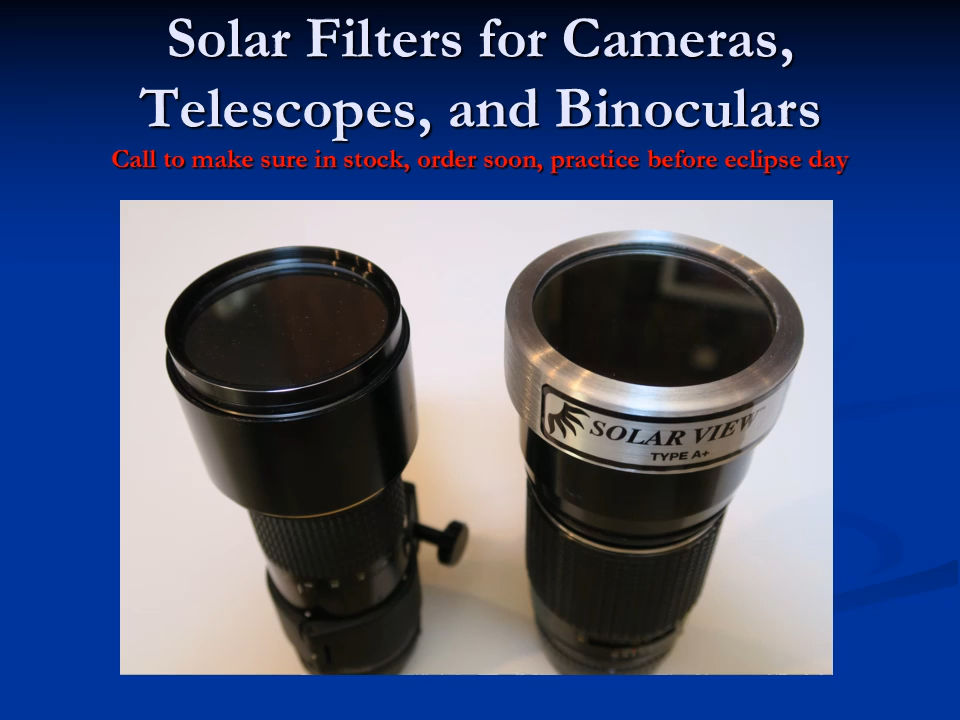 Solar Filters for Cameras,
Telescopes, and Binoculars
Call to make sure in stock, order soon, practice before eclipse day
SOLAR VIEW™
TYPE A+